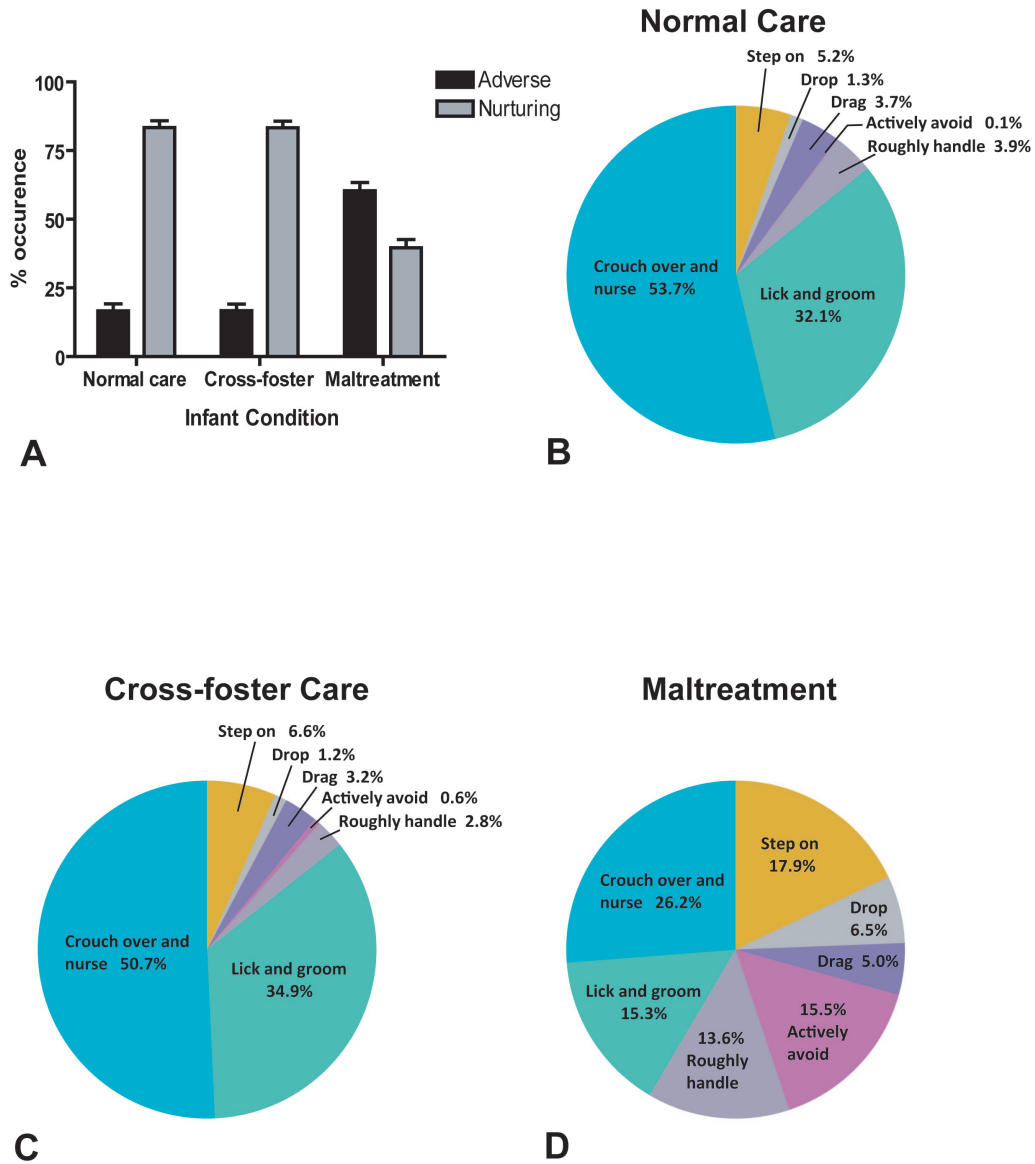 Normal Care
Step on 5.2%
Drop 1.3%
Drag 3.7%
Actively avoid 0.1%
Roughly handle 3.9%
Crouch over and
nurse 53.7%
Lick and groom
32.1%
B
Adverse
Nurturing
100
75
50
25
0
% occurence
Normal care
Cross-foster
Maltreatment
Infant Condition
A
Cross-foster Care
Step on 6.6%
Drop 1.2%
Drag 3.2%
Actively avoid 0.6%
Roughly handle 2.8%
Crouch over and
nurse 50.7%
Lick and groom
34.9%
C
Maltreatment
Step on
17.9%
Crouch over and
nurse 26.2%
Drop
6.5%
Drag 5.0%
Lick and groom
15.3%
15.5%
Actively
avoid
13.6%
Roughly
handle
D